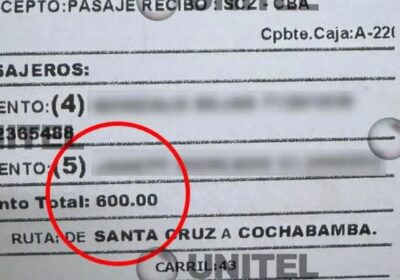 CEPTO:PASAJE RECIBO :SCZ - CBA
Cpbte.Caja:A-220
SAJEROS:
ENTO:(4)
2365488
UNITEL
ENTO:(5)
nto Total: 600.00
RUTA: DE SANTA CRUZ A COCHABAMBA.
UNITEL
CARRIL:43